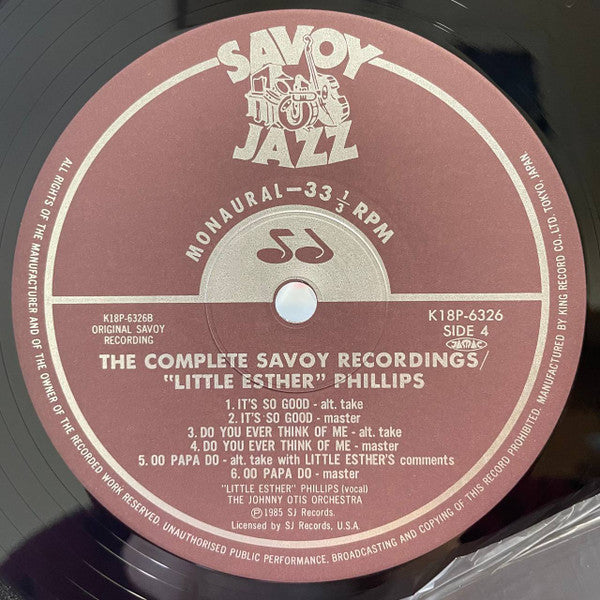 SAVOY
JAZZ
MONAURAL-33 1/3 RPM
K18P-6326B
ORIGINAL SAVOY
RECORDING
K18P-6326
SIDE 4
JASRAC
THE COMPLETE SAVOY RECORDINGS/
"LITTLE ESTHER" PHILLIPS
1. IT'S SO GOOD - alt. take
2. IT'S SO GOOD - master
3. DO YOU EVER THINK OF ME - alt. take
4. DO YOU EVER THINK OF ME - master
5. OO PAPA DO - alt. take with LITTLE ESTHER'S comments
6. OO PAPA DO - master
"LITTLE ESTHER" PHILLIPS (vocal)
THE JOHNNY OTIS ORCHESTRA
Ⓟ©1985 SJ Records.
Licensed by SJ Records, U.S.A.
ALL RIGHTS OF THE MANUFACTURER AND OF THE OWNER OF THE RECORDED WORK RESERVED. UNAUTHORISED PUBLIC PERFORMANCE, BROADCASTING AND COPYING OF THIS RECORD PROHIBITED. MANUFACTURED BY KING RECORD CO., LTD. TOKYO, JAPAN.